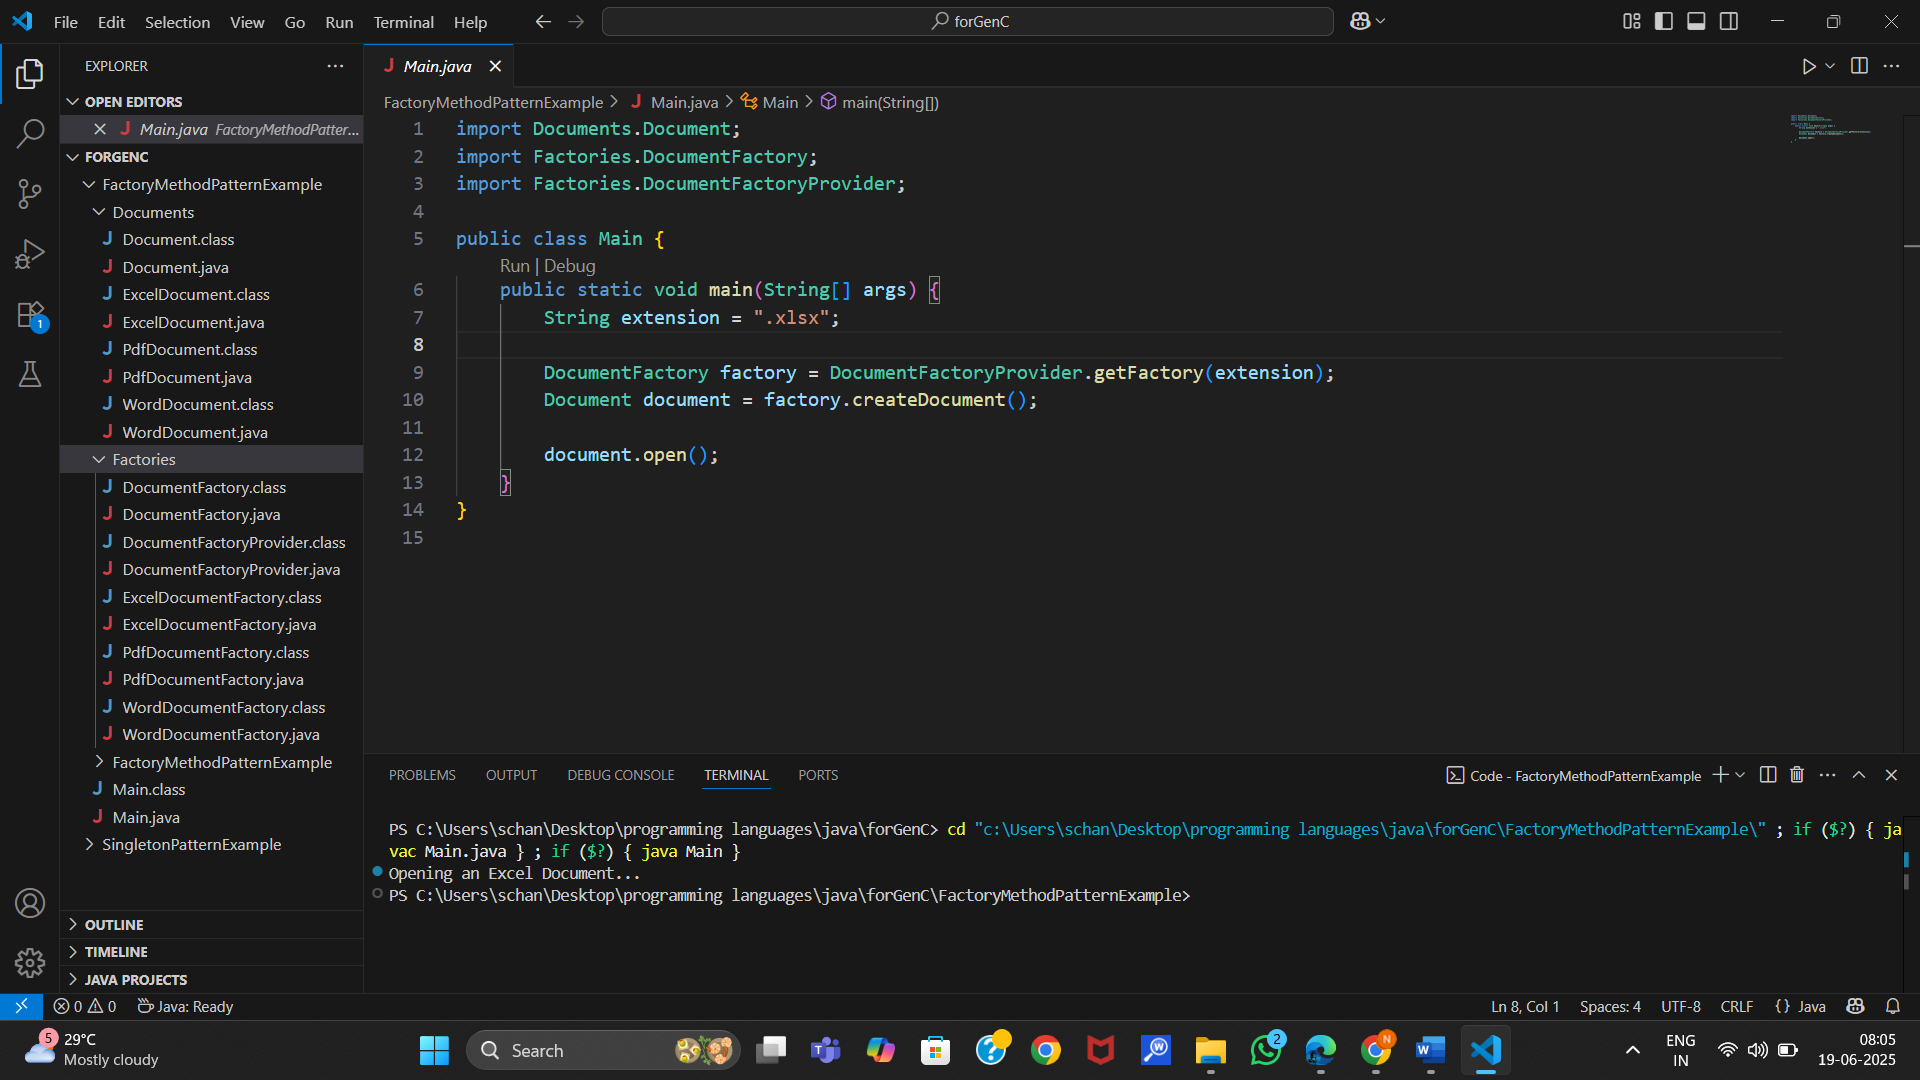 File Edit Selection View Go Run Terminal Help
forGenC
EXPLORER
OPEN EDITORS
Main.java FactoryMethodPatter...
FORGENC
FactoryMethodPatternExample
Documents
Document.class
Document.java
ExcelDocument.class
ExcelDocument.java
PdfDocument.class
PdfDocument.java
WordDocument.class
WordDocument.java
Factories
DocumentFactory.class
DocumentFactory.java
DocumentFactoryProvider.class
DocumentFactoryProvider.java
ExcelDocumentFactory.class
ExcelDocumentFactory.java
PdfDocumentFactory.class
PdfDocumentFactory.java
WordDocumentFactory.class
WordDocumentFactory.java
FactoryMethodPatternExample
Main.class
Main.java
SingletonPatternExample
OUTLINE
TIMELINE
JAVA PROJECTS
1
Main.java
FactoryMethodPatternExample > Main.java > Main > main(String[])
1 import Documents.Document;
2 import Factories.DocumentFactory;
3 import Factories.DocumentFactoryProvider;
4
5 public class Main {
Run | Debug
6 public static void main(String[] args) {
7 String extension = ".xlsx";
8
9 DocumentFactory factory = DocumentFactoryProvider.getFactory(extension);
10 Document document = factory.createDocument();
11
12 document.open();
13 }
14 }
15
PROBLEMS OUTPUT DEBUG CONSOLE TERMINAL PORTS
Code - FactoryMethodPatternExample
PS C:\Users\schan\Desktop\programming languages\java\forGenC> cd "c:\Users\schan\Desktop\programming languages\java\forGenC\FactoryMethodPatternExample\" ; if ($?) { ja
vac Main.java } ; if ($?) { java Main }
Opening an Excel Document...
PS C:\Users\schan\Desktop\programming languages\java\forGenC\FactoryMethodPatternExample>
0 0 Java: Ready
Ln 8, Col 1 Spaces: 4 UTF-8 CRLF {} Java
5
29°C
Mostly cloudy
Search
2
N
ENG
IN
08:05
19-06-2025